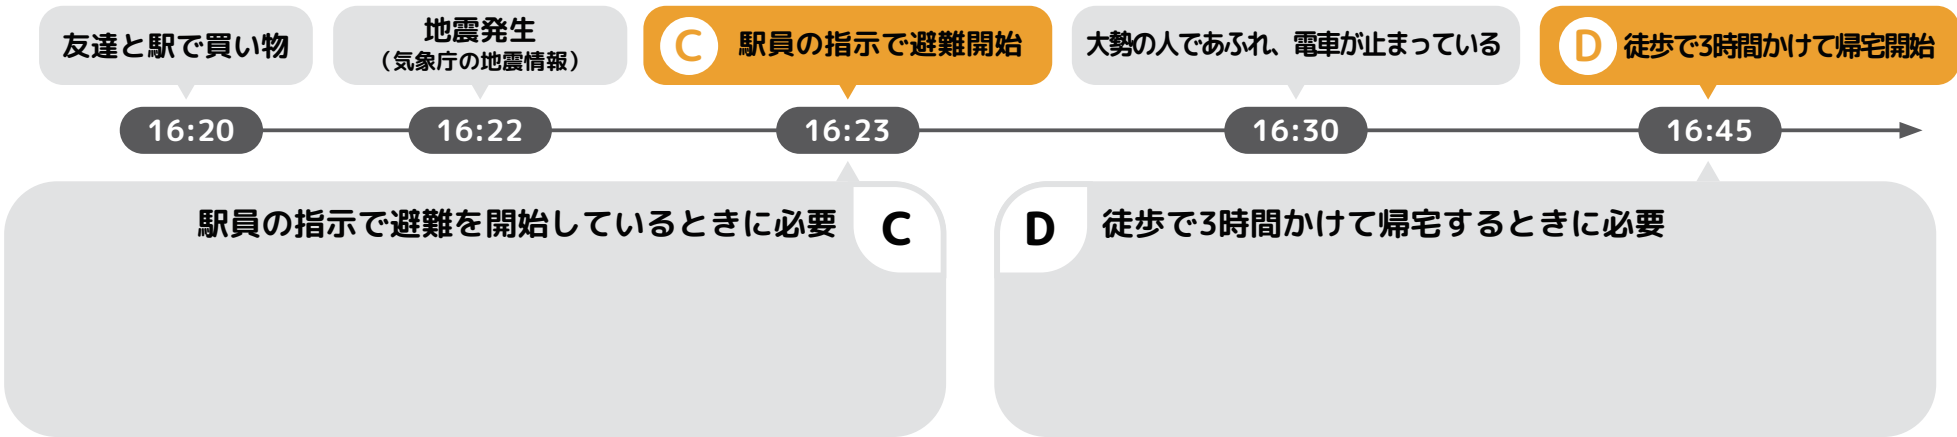 友達と駅で買い物
地震発生
（気象庁の地震情報）
C 駅員の指示で避難開始
大勢の人であふれ、電車が止まっている
D 徒歩で3時間かけて帰宅開始
16:20
16:22
16:23
16:30
16:45
駅員の指示で避難を開始しているときに必要 C
D 徒歩で3時間かけて帰宅するときに必要